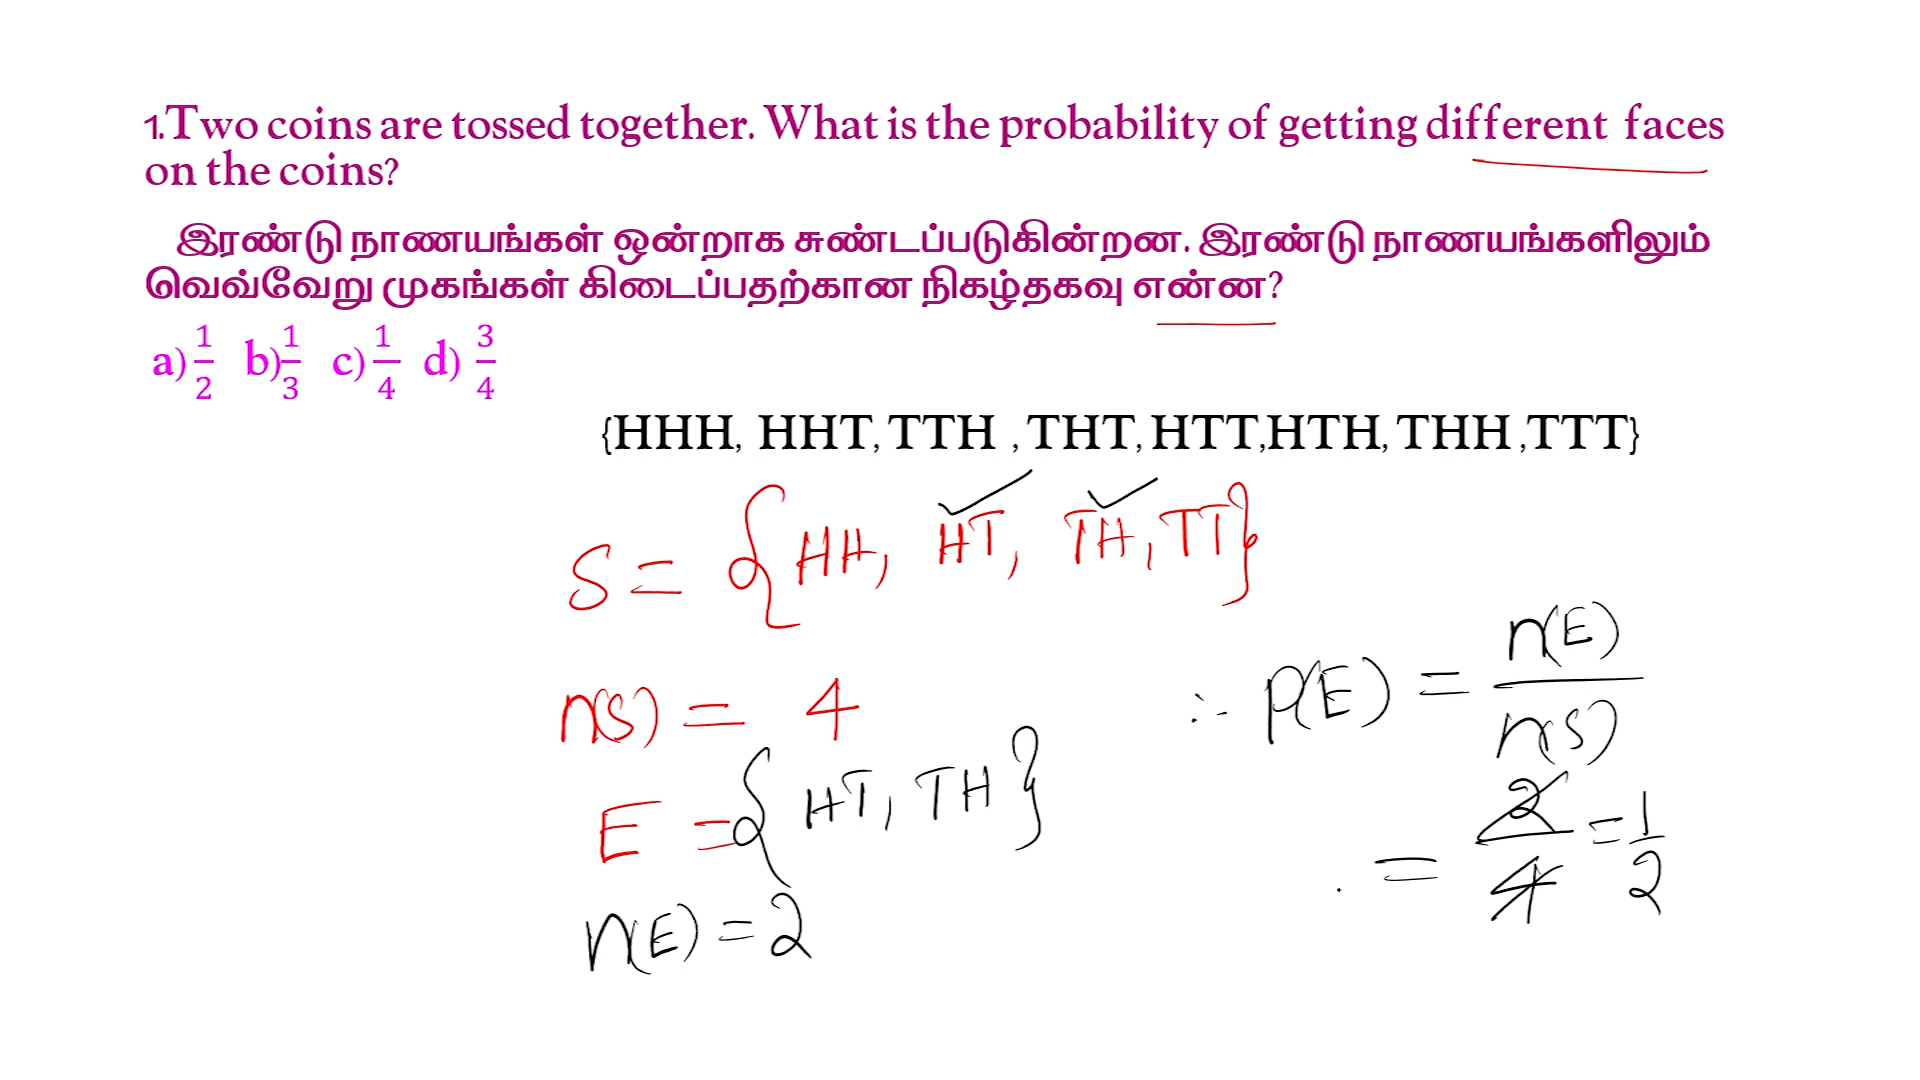 1.Two coins are tossed together. What is the probability of getting different faces
on the coins?
இரண்டு நாணயங்கள் ஒன்றாக சுண்டப்படுகின்றன. இரண்டு நாணயங்களிலும்
வெவ்வேறு முகங்கள் கிடைப்பதற்கான நிகழ்தகவு என்ன?
a) 1/2 b) 1/3 c) 1/4 d) 3/4
{HHH, HHT, TTH , THT, HTT,HTH, THH ,TTT}
S = {HH, HT, TH, TT}
n(S) = 4
E = {HT, TH}
n(E) = 2
∴ P(E) = n(E)/n(S)
= 2/4 = 1/2